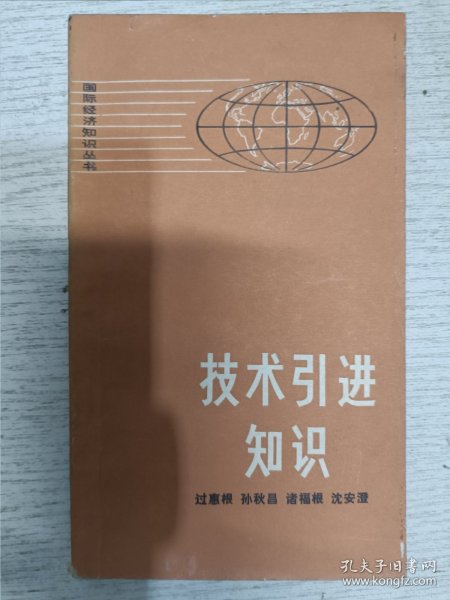 国际经济知识丛书
技术引进
知识
过惠根 孙秋昌 诸福根 沈安澄
孔夫子旧书网
www.kongfz.com